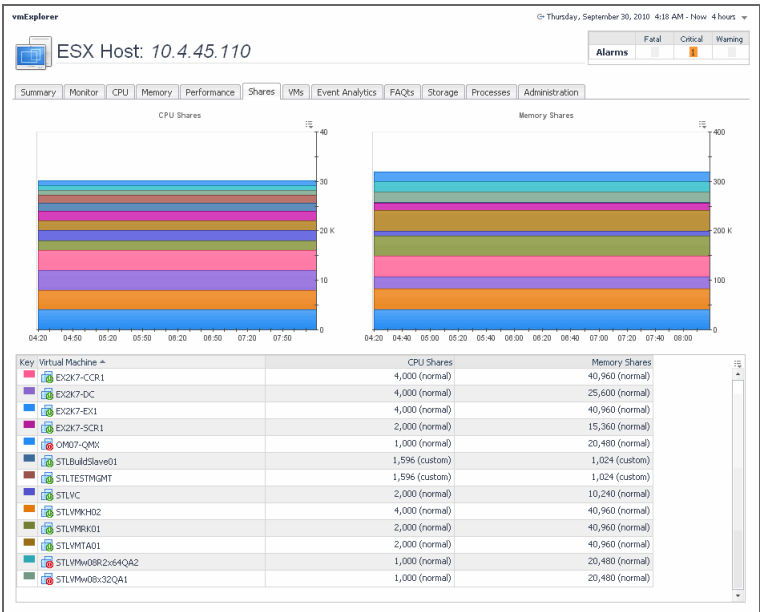 vmExplorer
Thursday, September 30, 2010 4:18 AM - Now 4 hours
ESX Host: 10.4.45.110
Fatal Critical Warning
Alarms 1
Summary Monitor CPU Memory Performance Shares VMs Event Analytics FAQts Storage Processes Administration
CPU Shares
40
30
20 K
10
0
04:20 04:50 05:20 05:50 06:20 06:50 07:20 07:50
Memory Shares
400
300
200 K
100
0
04:20 04:40 05:00 05:20 05:40 06:00 06:20 06:40 07:00 07:20 07:40 08:00
Key Virtual Machine CPU Shares Memory Shares
EX2K7-CCR1 4,000 (normal) 40,960 (normal)
EX2K7-DC 4,000 (normal) 25,600 (normal)
EX2K7-EX1 4,000 (normal) 40,960 (normal)
EX2K7-SCR1 2,000 (normal) 15,360 (normal)
OM07-QMX 1,000 (normal) 20,480 (normal)
STLBuildSlave01 1,596 (custom) 1,024 (custom)
STLTESTMGMT 1,596 (custom) 1,024 (custom)
STLVC 2,000 (normal) 10,240 (normal)
STLVMKH02 4,000 (normal) 40,960 (normal)
STLVMRK01 2,000 (normal) 40,960 (normal)
STLVMTA01 2,000 (normal) 40,960 (normal)
STLVMw08R2x64QA2 1,000 (normal) 20,480 (normal)
STLVMw08x32QA1 1,000 (normal) 20,480 (normal)